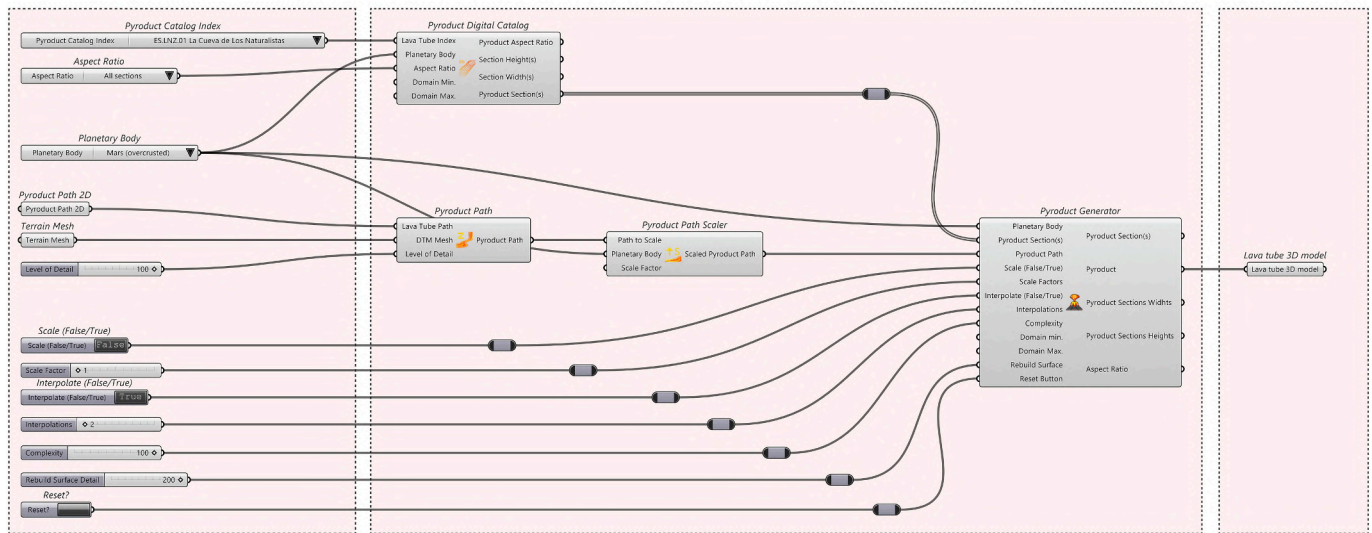 Pyroduct Catalog Index
Pyroduct Catalog Index ES.LNZ.01 La Cueva de Los Naturalistas
Aspect Ratio
Aspect Ratio All sections
Planetary Body
Planetary Body Mars (overcrusted)
Pyroduct Path 2D
Pyroduct Path 2D
Terrain Mesh
Terrain Mesh
Level of Detail 100
Scale (False/True)
Scale (False/True) False
Scale Factor 1
Interpolate (False/True)
Interpolate (False/True) True
Interpolations 2
Complexity 100
Rebuild Surface Detail 200
Reset?
Reset?
Pyroduct Digital Catalog
Lava Tube Index
Planetary Body
Aspect Ratio
Domain Min.
Domain Max.
Pyroduct Aspect Ratio
Section Height(s)
Section Width(s)
Pyroduct Section(s)
Pyroduct Path
Lava Tube Path
DTM Mesh
Level of Detail
Pyroduct Path
Pyroduct Path Scaler
Path to Scale
Planetary Body
Scale Factor
Scaled Pyroduct Path
Pyroduct Generator
Planetary Body
Pyroduct Section(s)
Pyroduct Path
Scale (False/True)
Scale Factors
Interpolate (False/True)
Interpolations
Complexity
Domain min.
Domain Max.
Rebuild Surface
Reset Button
Pyroduct Section(s)
Pyroduct
Pyroduct Sections Widhts
Pyroduct Sections Heights
Aspect Ratio
Lava tube 3D model
Lava tube 3D model